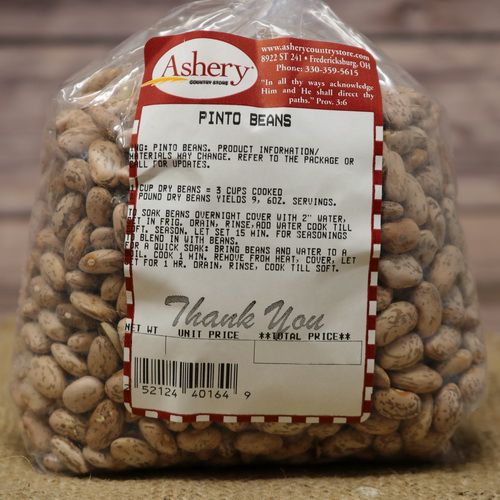 Ashery
COUNTRY STORE
www.asherycountrystore.com
8922 ST 241 • Fredericksburg, OH
Phone: 330-359-5615
"In all thy ways acknowledge
Him and He shall direct thy
paths." Prov. 3:6
PINTO BEANS
ING: PINTO BEANS. PRODUCT INFORMATION/
MATERIALS MAY CHANGE. REFER TO THE PACKAGE OR
CALL FOR UPDATES.
1 CUP DRY BEANS = 3 CUPS COOKED
POUND DRY BEANS YIELDS 9, 6OZ. SERVINGS.
TO SOAK BEANS OVERNIGHT COVER WITH 2" WATER,
SET IN FRIG. DRAIN, RINSE,ADD WATER COOK TILL
SOFT. SEASON. LET SET 15 MIN. FOR SEASONINGS
TO BLEND IN WITH BEANS.
FOR A QUICK SOAK: BRING BEANS AND WATER TO A
BOIL. COOK 1 MIN. REMOVE FROM HEAT, COVER, LET
SET FOR 1 HR. DRAIN, RINSE, COOK TILL SOFT.
Thank You
NET WT UNIT PRICE **TOTAL PRICE**
52124 40164 9